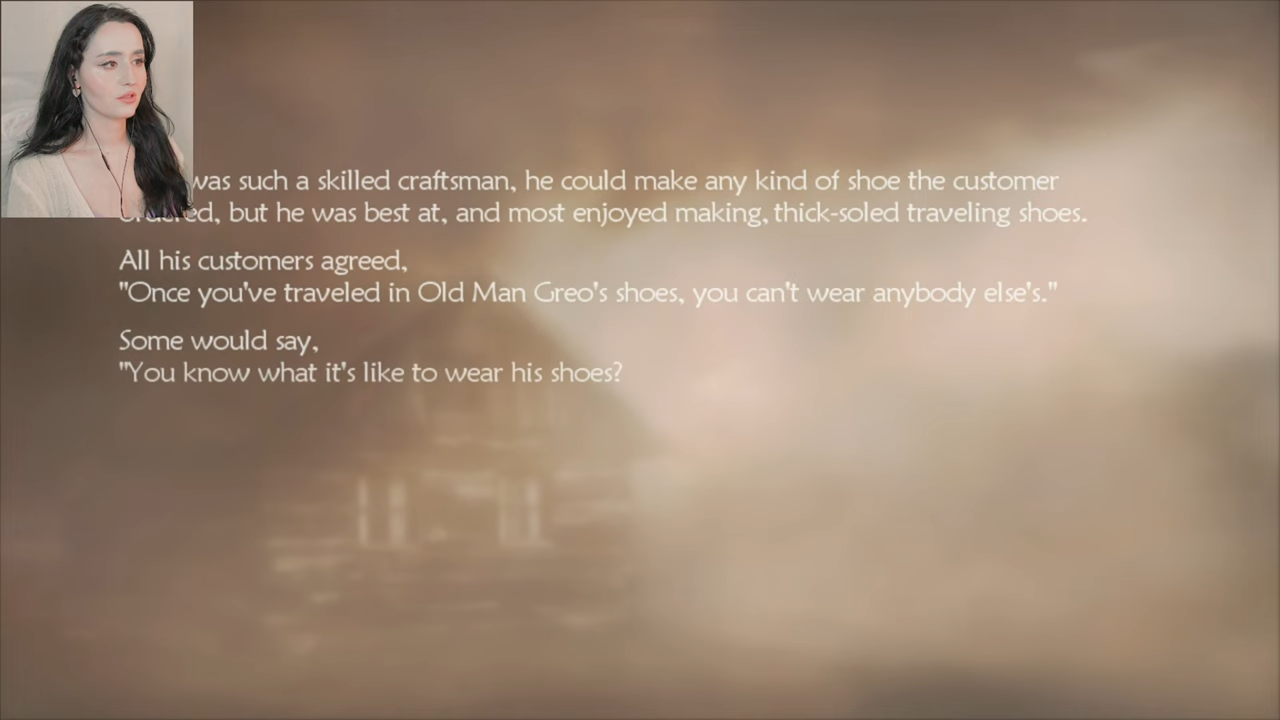 was such a skilled craftsman, he could make any kind of shoe the customer
but he was best at, and most enjoyed making, thick-soled traveling shoes.
All his customers agreed,
"Once you've traveled in Old Man Greo's shoes, you can't wear anybody else's."
Some would say,
"You know what it's like to wear his shoes?